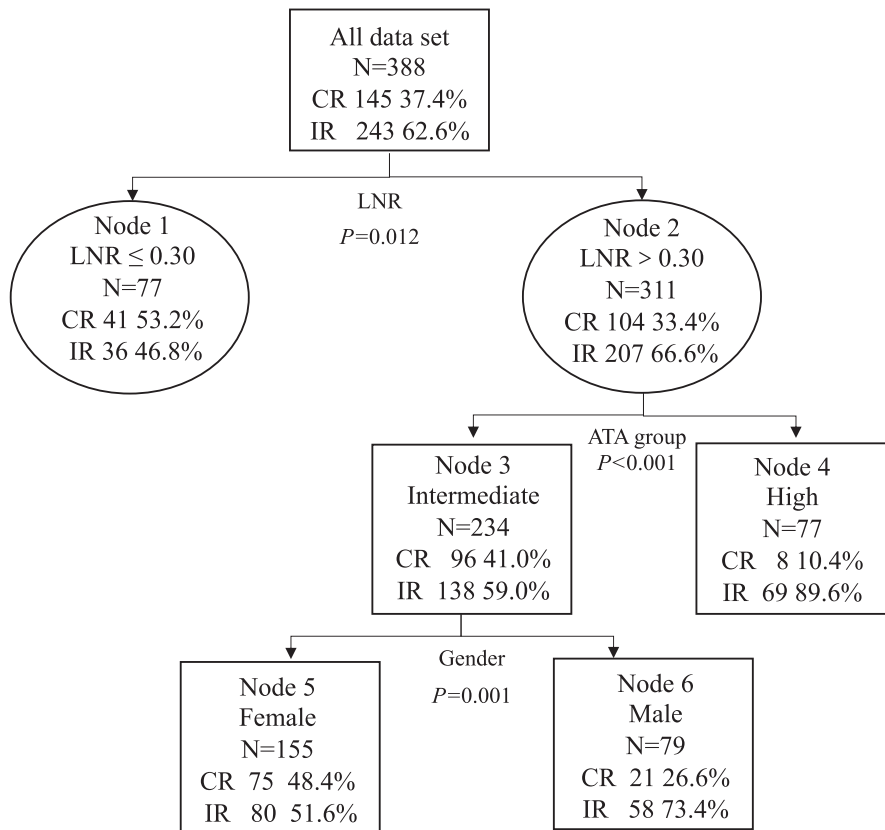 All data set
N=388
CR 145 37.4%
IR 243 62.6%
LNR
P=0.012
Node 1
LNR ≤ 0.30
N=77
CR 41 53.2%
IR 36 46.8%
Node 2
LNR > 0.30
N=311
CR 104 33.4%
IR 207 66.6%
ATA group
P<0.001
Node 3
Intermediate
N=234
CR 96 41.0%
IR 138 59.0%
Node 4
High
N=77
CR 8 10.4%
IR 69 89.6%
Gender
P=0.001
Node 5
Female
N=155
CR 75 48.4%
IR 80 51.6%
Node 6
Male
N=79
CR 21 26.6%
IR 58 73.4%